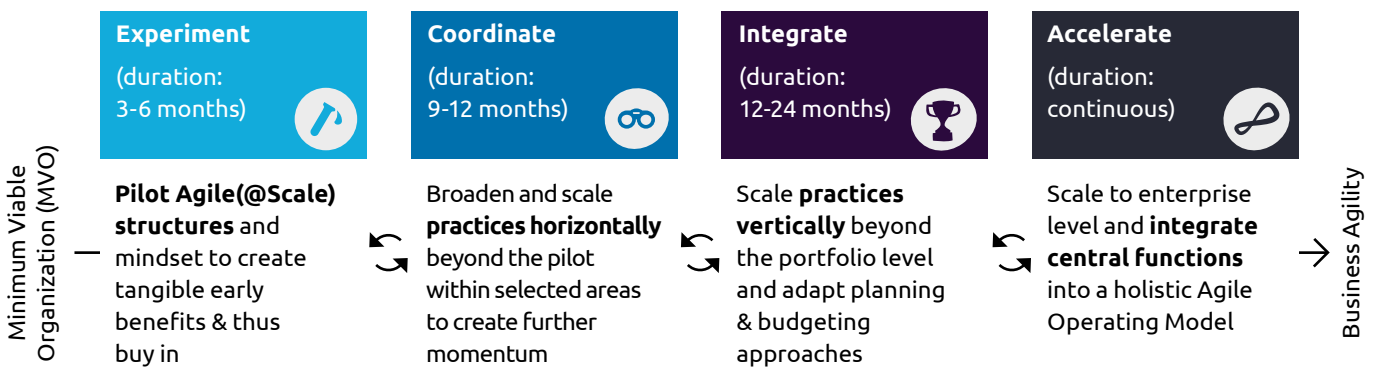 Minimum Viable
Organization (MVO)
Experiment
(duration:
3-6 months)
Pilot Agile(@Scale)
structures and
mindset to create
tangible early
benefits & thus
buy in
Coordinate
(duration:
9-12 months)
Broaden and scale
practices horizontally
beyond the pilot
within selected areas
to create further
momentum
Integrate
(duration:
12-24 months)
Scale practices
vertically beyond
the portfolio level
and adapt planning
& budgeting
approaches
Accelerate
(duration:
continuous)
Scale to enterprise
level and integrate
central functions
into a holistic Agile
Operating Model
Business Agility